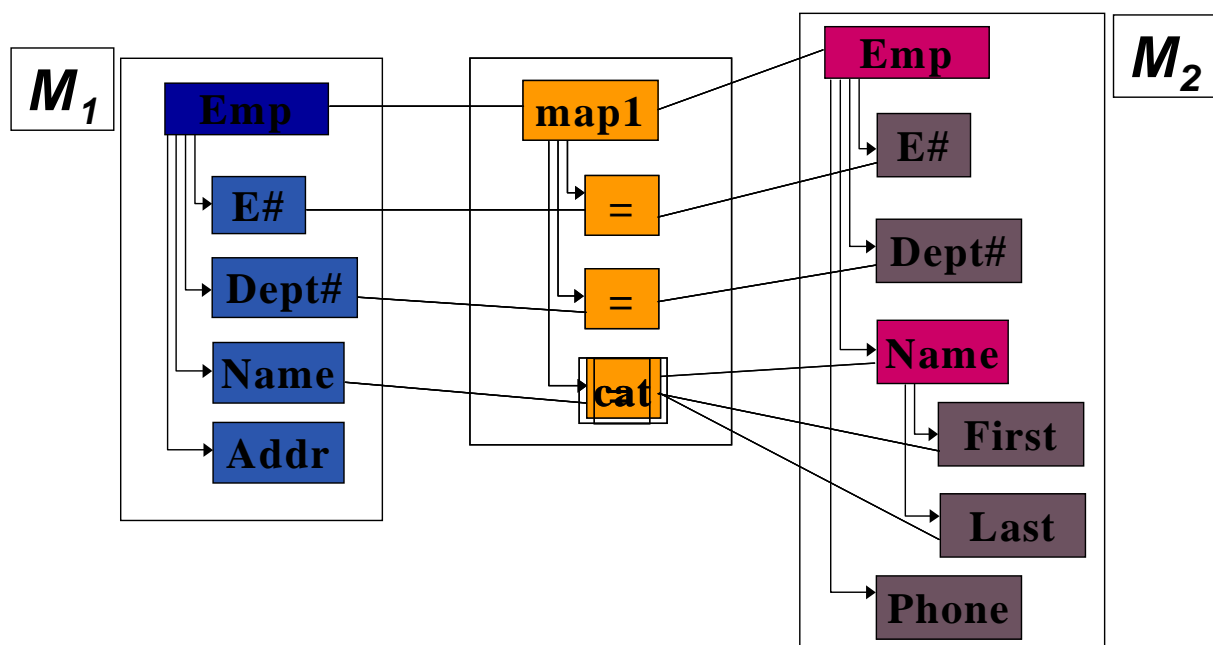 M1
Emp
E#
Dept#
Name
Addr
map1
=
=
cat
=
M2
Emp
E#
Dept#
Name
First
Last
Phone